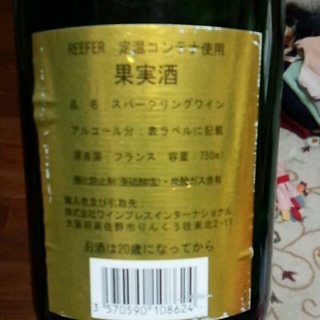 REEFER 定温コンテナ使用
果実酒
品 名 スパークリングワイン
アルコール分 : 表ラベルに記載
原産国 : フランス 容量 : 750ml
酸化防止剤(亜硫酸塩)・炭酸ガス含有
輸入者及び引取先 :
株式会社ワインプレスインターナショナル
大阪府泉佐野市りんくう往来北2-11
お酒は20歳になってから
3 570590 108624